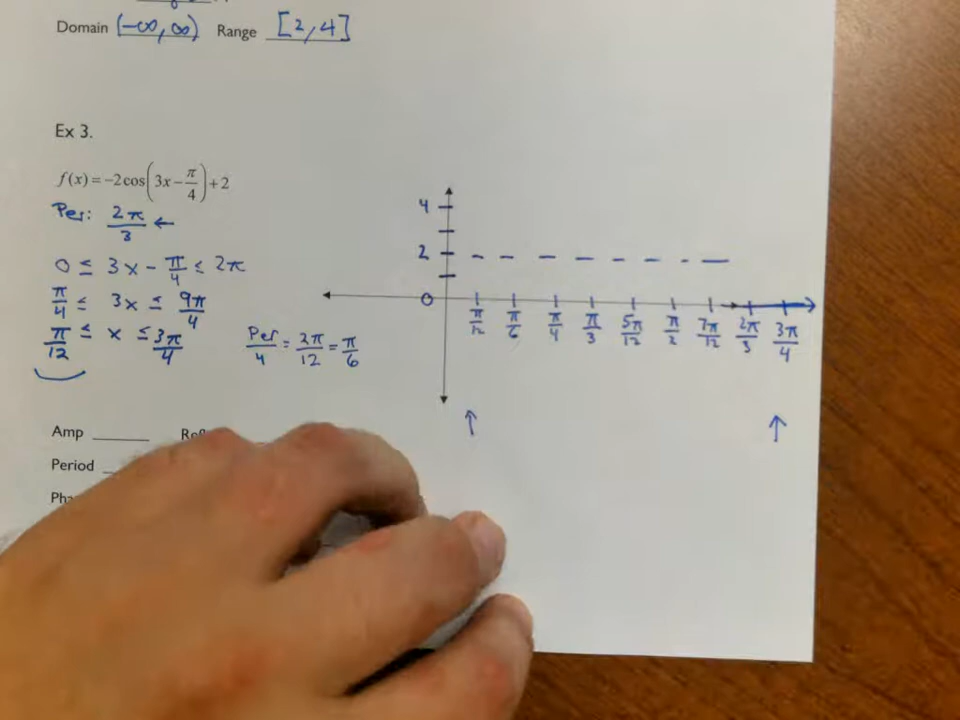 Domain (-∞, ∞) Range [2, 4]
Ex 3.
f(x) = -2cos(3x - π/4) + 2
Per: 2π/3 ←
0 ≤ 3x - π/4 ≤ 2π
π/4 ≤ 3x ≤ 9π/4
π/12 ≤ x ≤ 3π/4
Per/4 = 2π/12 = π/6
4
2
0
π/12 π/6 π/4 π/3 5π/12 π/2 7π/12 2π/3 3π/4
↑ ↑
Amp
Period